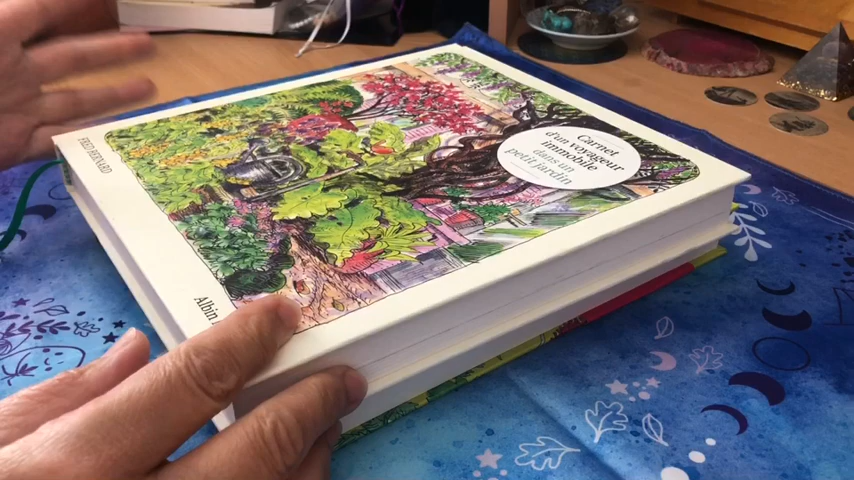 FRED BERNARD
Carnet
d'un voyageur
immobile
dans un
petit jardin
Albin